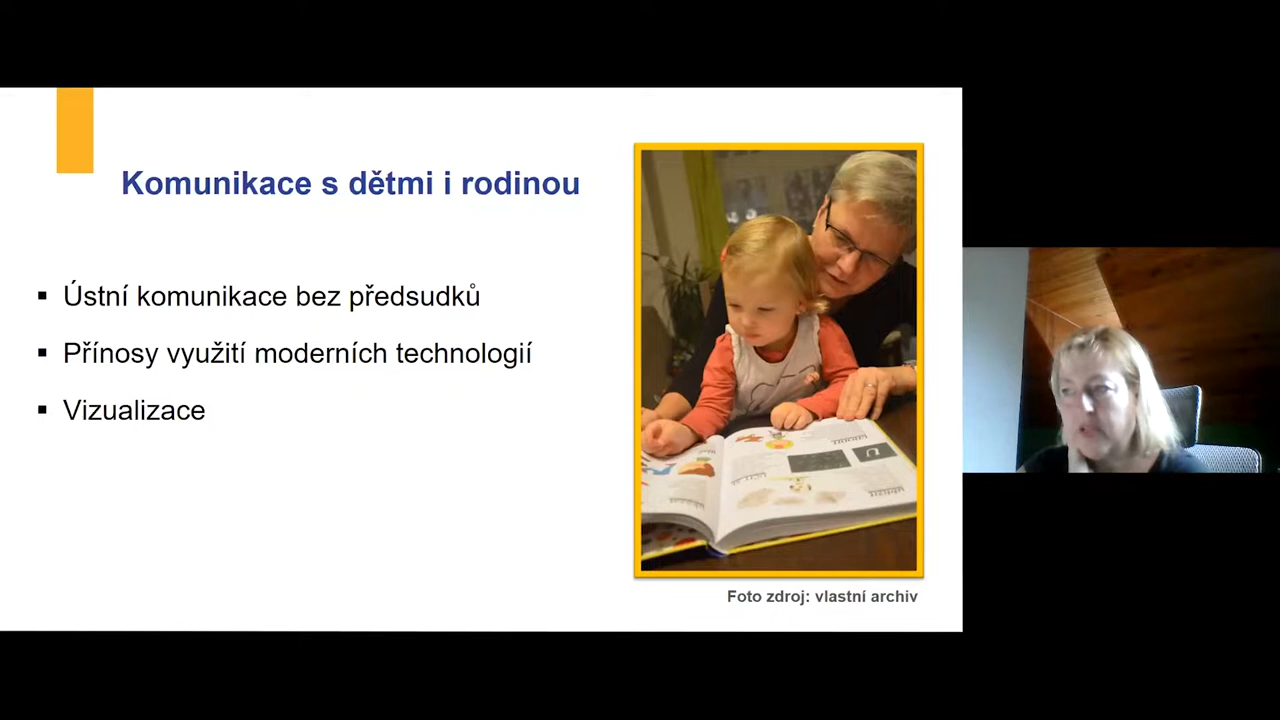 Komunikace s dětmi i rodinou
▪ Ústní komunikace bez předsudků
▪ Přínosy využití moderních technologií
▪ Vizualizace
Foto zdroj: vlastní archiv